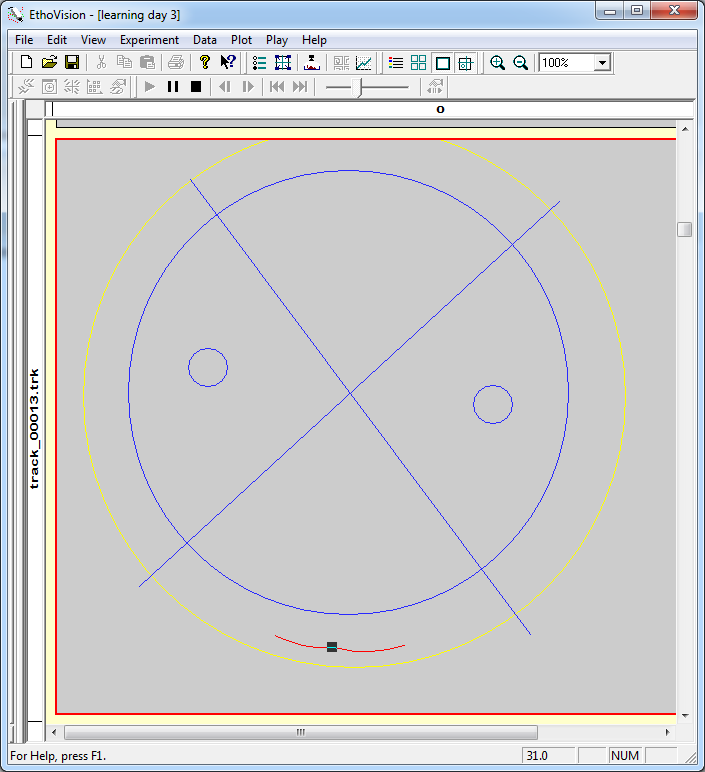 EthoVision - [learning day 3]
File Edit View Experiment Data Plot Play Help
100%
o
track_00013.trk
For Help, press F1.
31.0
NUM